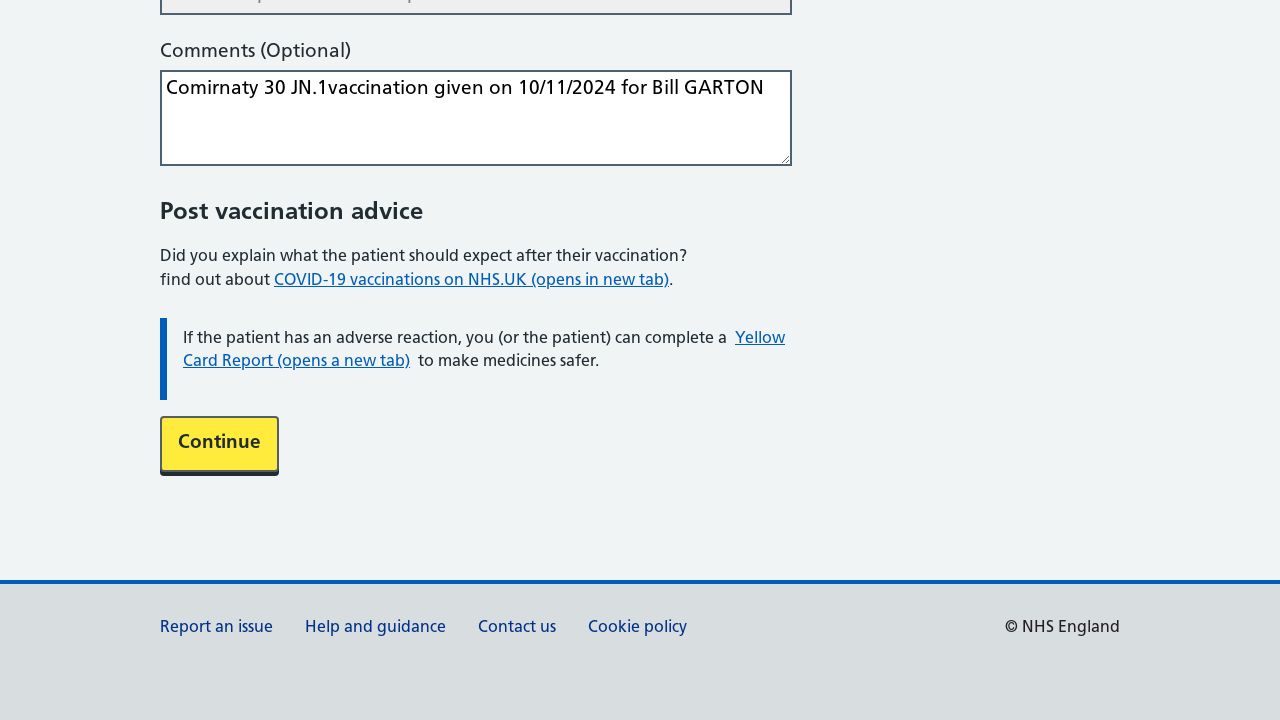 Comments (Optional)
Comirnaty 30 JN.1vaccination given on 10/11/2024 for Bill GARTON
Post vaccination advice
Did you explain what the patient should expect after their vaccination?
find out about COVID-19 vaccinations on NHS.UK (opens in new tab).
If the patient has an adverse reaction, you (or the patient) can complete a Yellow
Card Report (opens a new tab) to make medicines safer.
Continue
Report an issue Help and guidance Contact us Cookie policy © NHS England